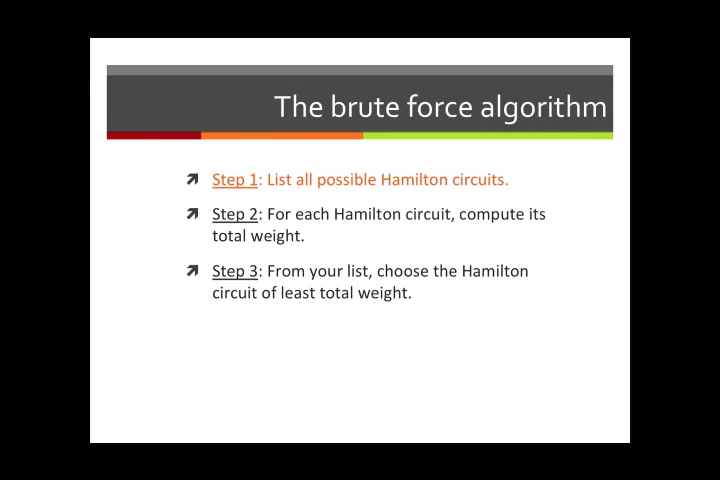 The brute force algorithm
Step 1: List all possible Hamilton circuits.
Step 2: For each Hamilton circuit, compute its
total weight.
Step 3: From your list, choose the Hamilton
circuit of least total weight.